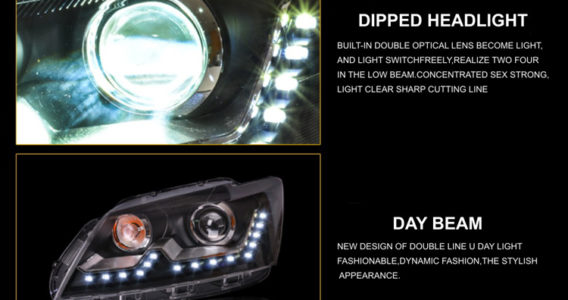 DIPPED HEADLIGHT
BUILT-IN DOUBLE OPTICAL LENS BECOME LIGHT,
AND LIGHT SWITCHFREELY,REALIZE TWO FOUR
IN THE LOW BEAM.CONCENTRATED SEX STRONG,
LIGHT CLEAR SHARP CUTTING LINE
DAY BEAM
NEW DESIGN OF DOUBLE LINE U DAY LIGHT
FASHIONABLE,DYNAMIC FASHION,THE STYLISH
APPEARANCE.